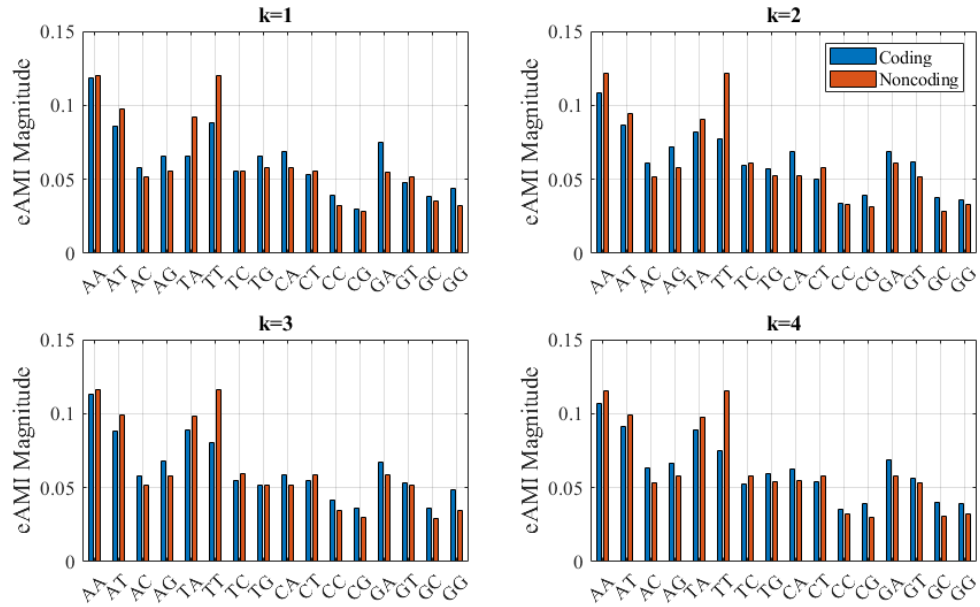 k=1
eAMI Magnitude
0.15
0.1
0.05
0
AA AT AC AG TA TT TC TG CA CT CC CG GA GT GC GG
k=2
eAMI Magnitude
0.15
0.1
0.05
0
Coding
Noncoding
AA AT AC AG TA TT TC TG CA CT CC CG GA GT GC GG
k=3
eAMI Magnitude
0.15
0.1
0.05
0
AA AT AC AG TA TT TC TG CA CT CC CG GA GT GC GG
k=4
eAMI Magnitude
0.15
0.1
0.05
0
AA AT AC AG TA TT TC TG CA CT CC CG GA GT GC GG